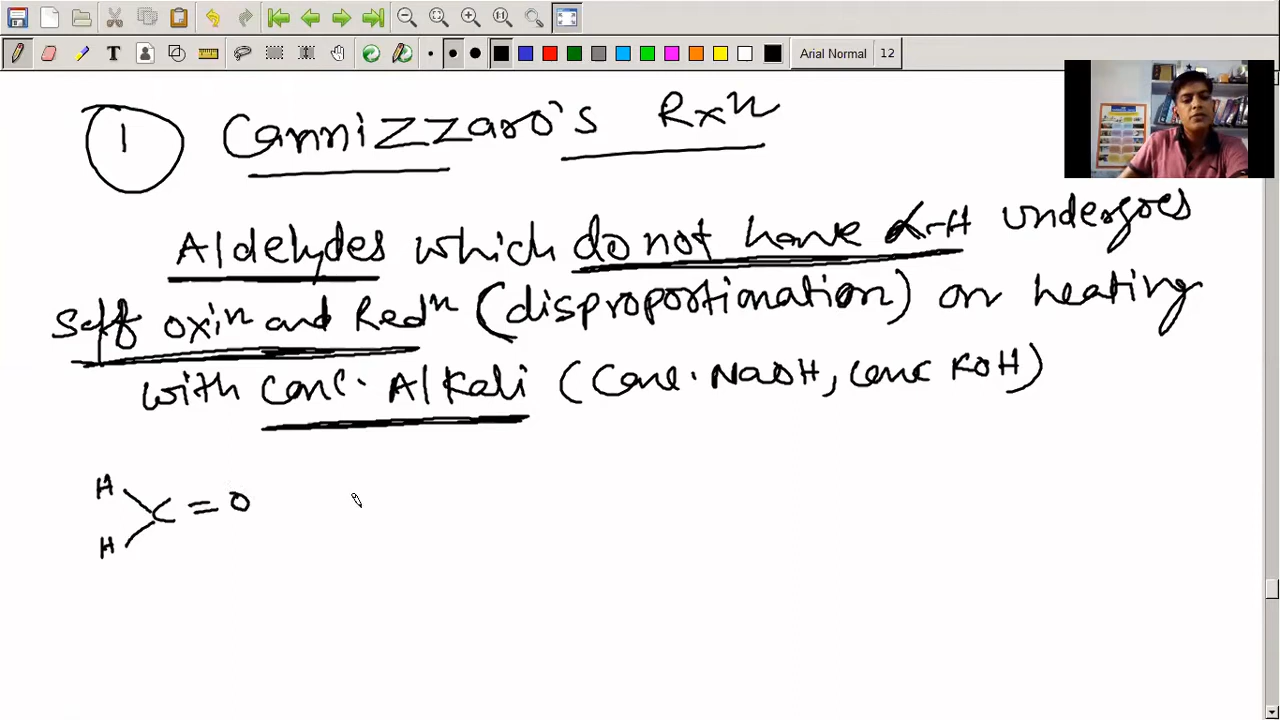 Arial Normal 12
1 Cannizzaro's Rxn
Aldehydes which do not have α-H undergoes
self oxin and Redn (disproportionation) on heating
with conc. Alkali (Conc. NaOH, conc KOH)
H
C=O
H